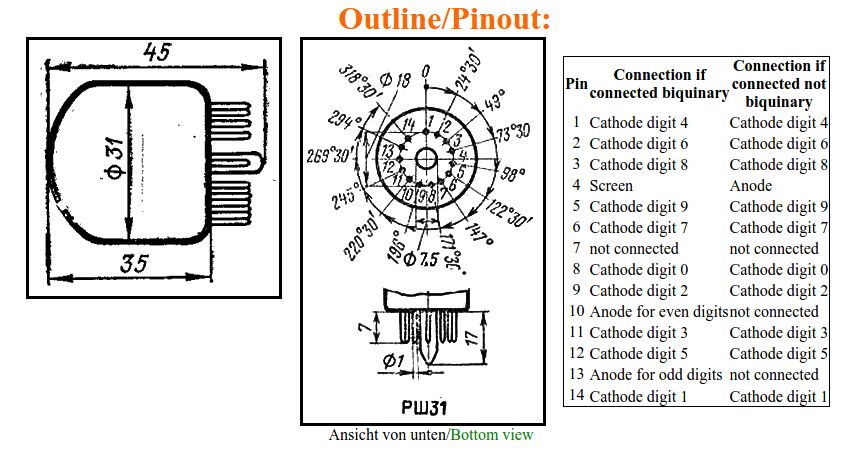 Outline/Pinout:
45
ф31
35
0
24°30'
43°
73°30
98°
122°30'
147°
171°30'
196°
220°30'
245°
269°30'
294°
318°30'
ф18
1
2
3
4
5
6
7
8
9
10
11
12
13
14
ф7,5
7
17
ф1
РШ31
Ansicht von unten/Bottom view
Pin Connection if connected biquinary Connection if connected not biquinary
1 Cathode digit 4 Cathode digit 4
2 Cathode digit 6 Cathode digit 6
3 Cathode digit 8 Cathode digit 8
4 Screen Anode
5 Cathode digit 9 Cathode digit 9
6 Cathode digit 7 Cathode digit 7
7 not connected not connected
8 Cathode digit 0 Cathode digit 0
9 Cathode digit 2 Cathode digit 2
10 Anode for even digits not connected
11 Cathode digit 3 Cathode digit 3
12 Cathode digit 5 Cathode digit 5
13 Anode for odd digits not connected
14 Cathode digit 1 Cathode digit 1